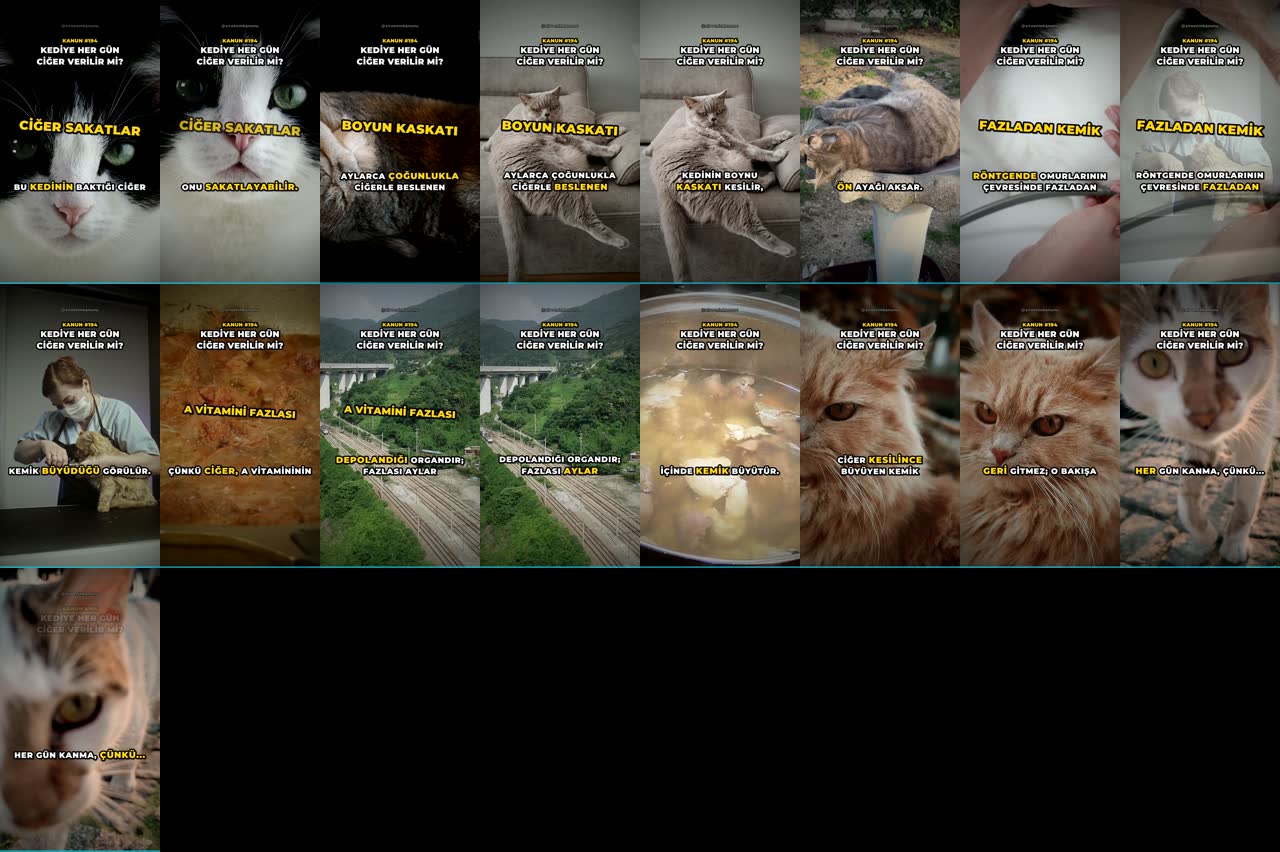 KANUN #194
KEDİYE HER GÜN
CİĞER VERİLİR Mİ?
CİĞER SAKATLAR
BU KEDİNİN BAKTIĞI CİĞER
KANUN #194
KEDİYE HER GÜN
CİĞER VERİLİR Mİ?
CİĞER SAKATLAR
ONU SAKATLAYABİLİR.
KANUN #194
KEDİYE HER GÜN
CİĞER VERİLİR Mİ?
BOYUN KASKATI
AYLARCA ÇOĞUNLUKLA
CİĞERLE BESLENEN
KANUN #194
KEDİYE HER GÜN
CİĞER VERİLİR Mİ?
BOYUN KASKATI
AYLARCA ÇOĞUNLUKLA
CİĞERLE BESLENEN
KANUN #194
KEDİYE HER GÜN
CİĞER VERİLİR Mİ?
KEDİNİN BOYNU
KASKATI KESİLİR,
KANUN #194
KEDİYE HER GÜN
CİĞER VERİLİR Mİ?
ÖN AYAĞI AKSAR.
KANUN #194
KEDİYE HER GÜN
CİĞER VERİLİR Mİ?
FAZLADAN KEMİK
RÖNTGENDE OMURLARININ
ÇEVRESİNDE FAZLADAN
KANUN #194
KEDİYE HER GÜN
CİĞER VERİLİR Mİ?
FAZLADAN KEMİK
RÖNTGENDE OMURLARININ
ÇEVRESİNDE FAZLADAN
KANUN #194
KEDİYE HER GÜN
CİĞER VERİLİR Mİ?
KEMİK BÜYÜDÜĞÜ GÖRÜLÜR.
KANUN #194
KEDİYE HER GÜN
CİĞER VERİLİR Mİ?
A VİTAMİNİ FAZLASI
ÇÜNKÜ CİĞER, A VİTAMİNİNİN
KANUN #194
KEDİYE HER GÜN
CİĞER VERİLİR Mİ?
A VİTAMİNİ FAZLASI
DEPOLANDIĞI ORGANDIR;
FAZLASI AYLAR
KANUN #194
KEDİYE HER GÜN
CİĞER VERİLİR Mİ?
DEPOLANDIĞI ORGANDIR;
FAZLASI AYLAR
KANUN #194
KEDİYE HER GÜN
CİĞER VERİLİR Mİ?
İÇİNDE KEMİK BÜYÜTÜR.
KANUN #194
KEDİYE HER GÜN
CİĞER VERİLİR Mİ?
CİĞER KESİLİNCE
BÜYÜYEN KEMİK
KANUN #194
KEDİYE HER GÜN
CİĞER VERİLİR Mİ?
GERİ GİTMEZ; O BAKIŞA
KANUN #194
KEDİYE HER GÜN
CİĞER VERİLİR Mİ?
HER GÜN KANMA, ÇÜNKÜ...
KANUN #194
KEDİYE HER GÜN
CİĞER VERİLİR Mİ?
HER GÜN KANMA, ÇÜNKÜ...